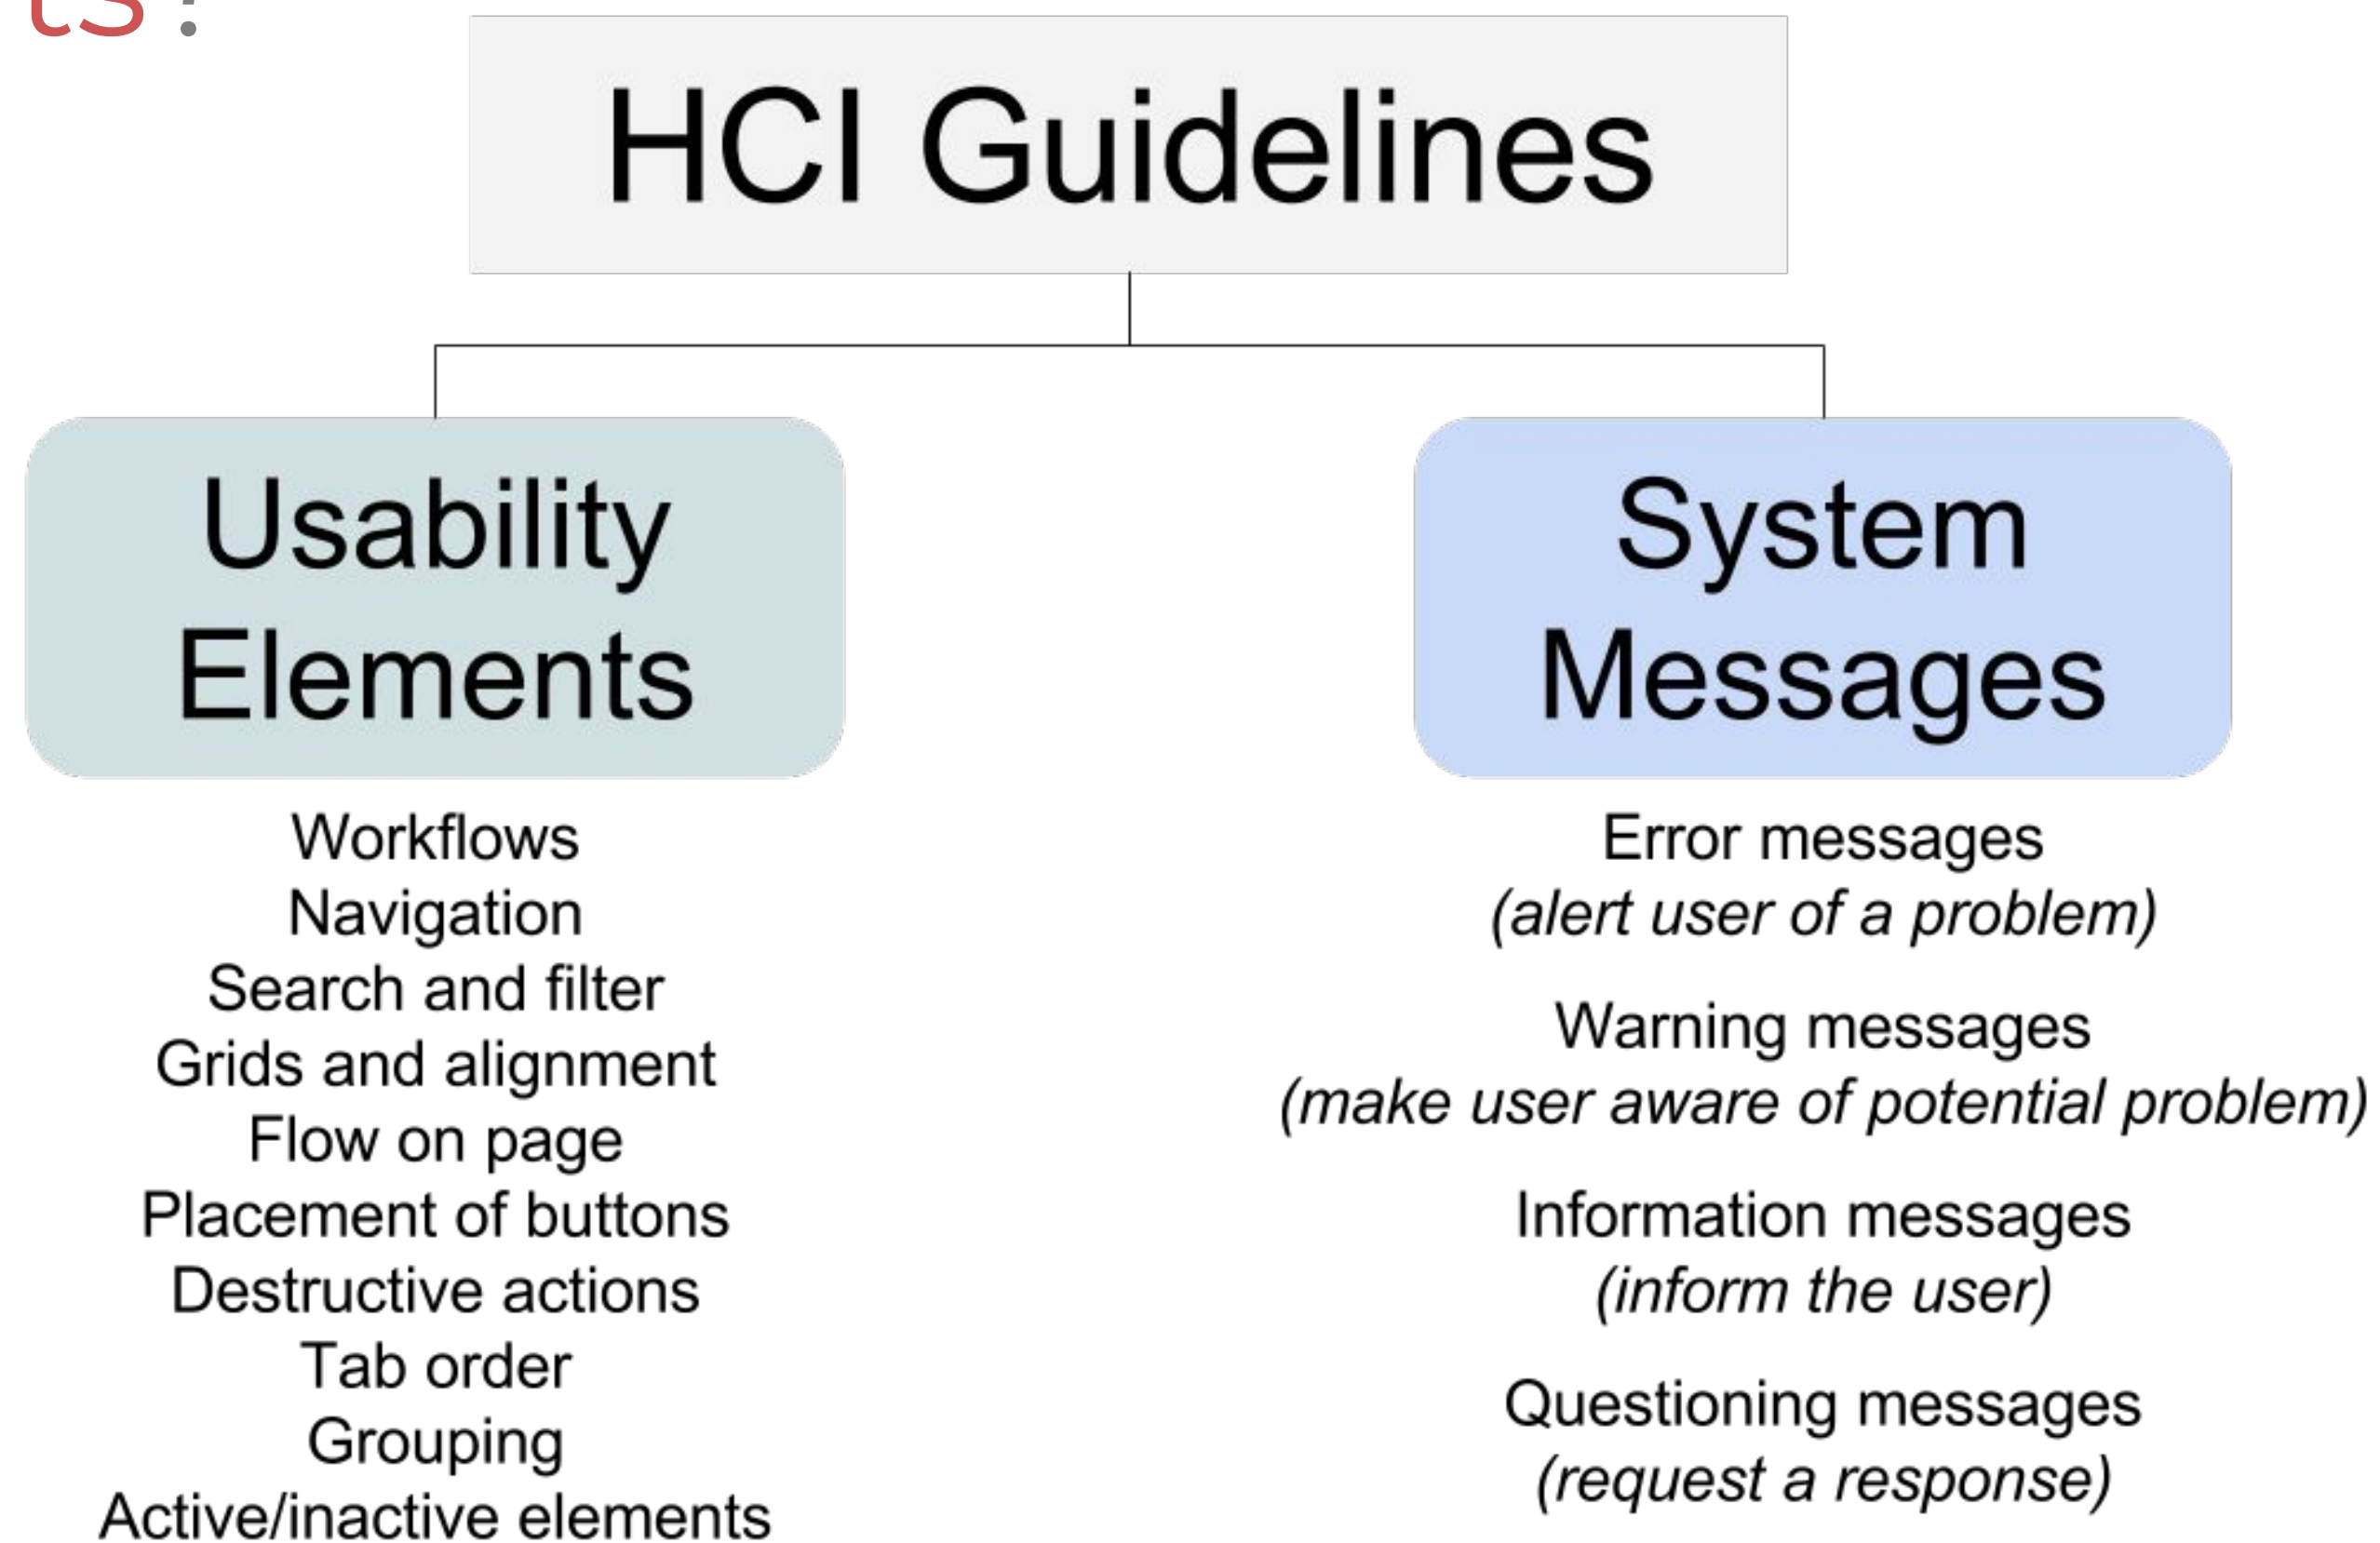 ts?
HCI Guidelines
Usability
Elements
Workflows
Navigation
Search and filter
Grids and alignment
Flow on page
Placement of buttons
Destructive actions
Tab order
Grouping
Active/inactive elements
System
Messages
Error messages
(alert user of a problem)
Warning messages
(make user aware of potential problem)
Information messages
(inform the user)
Questioning messages
(request a response)